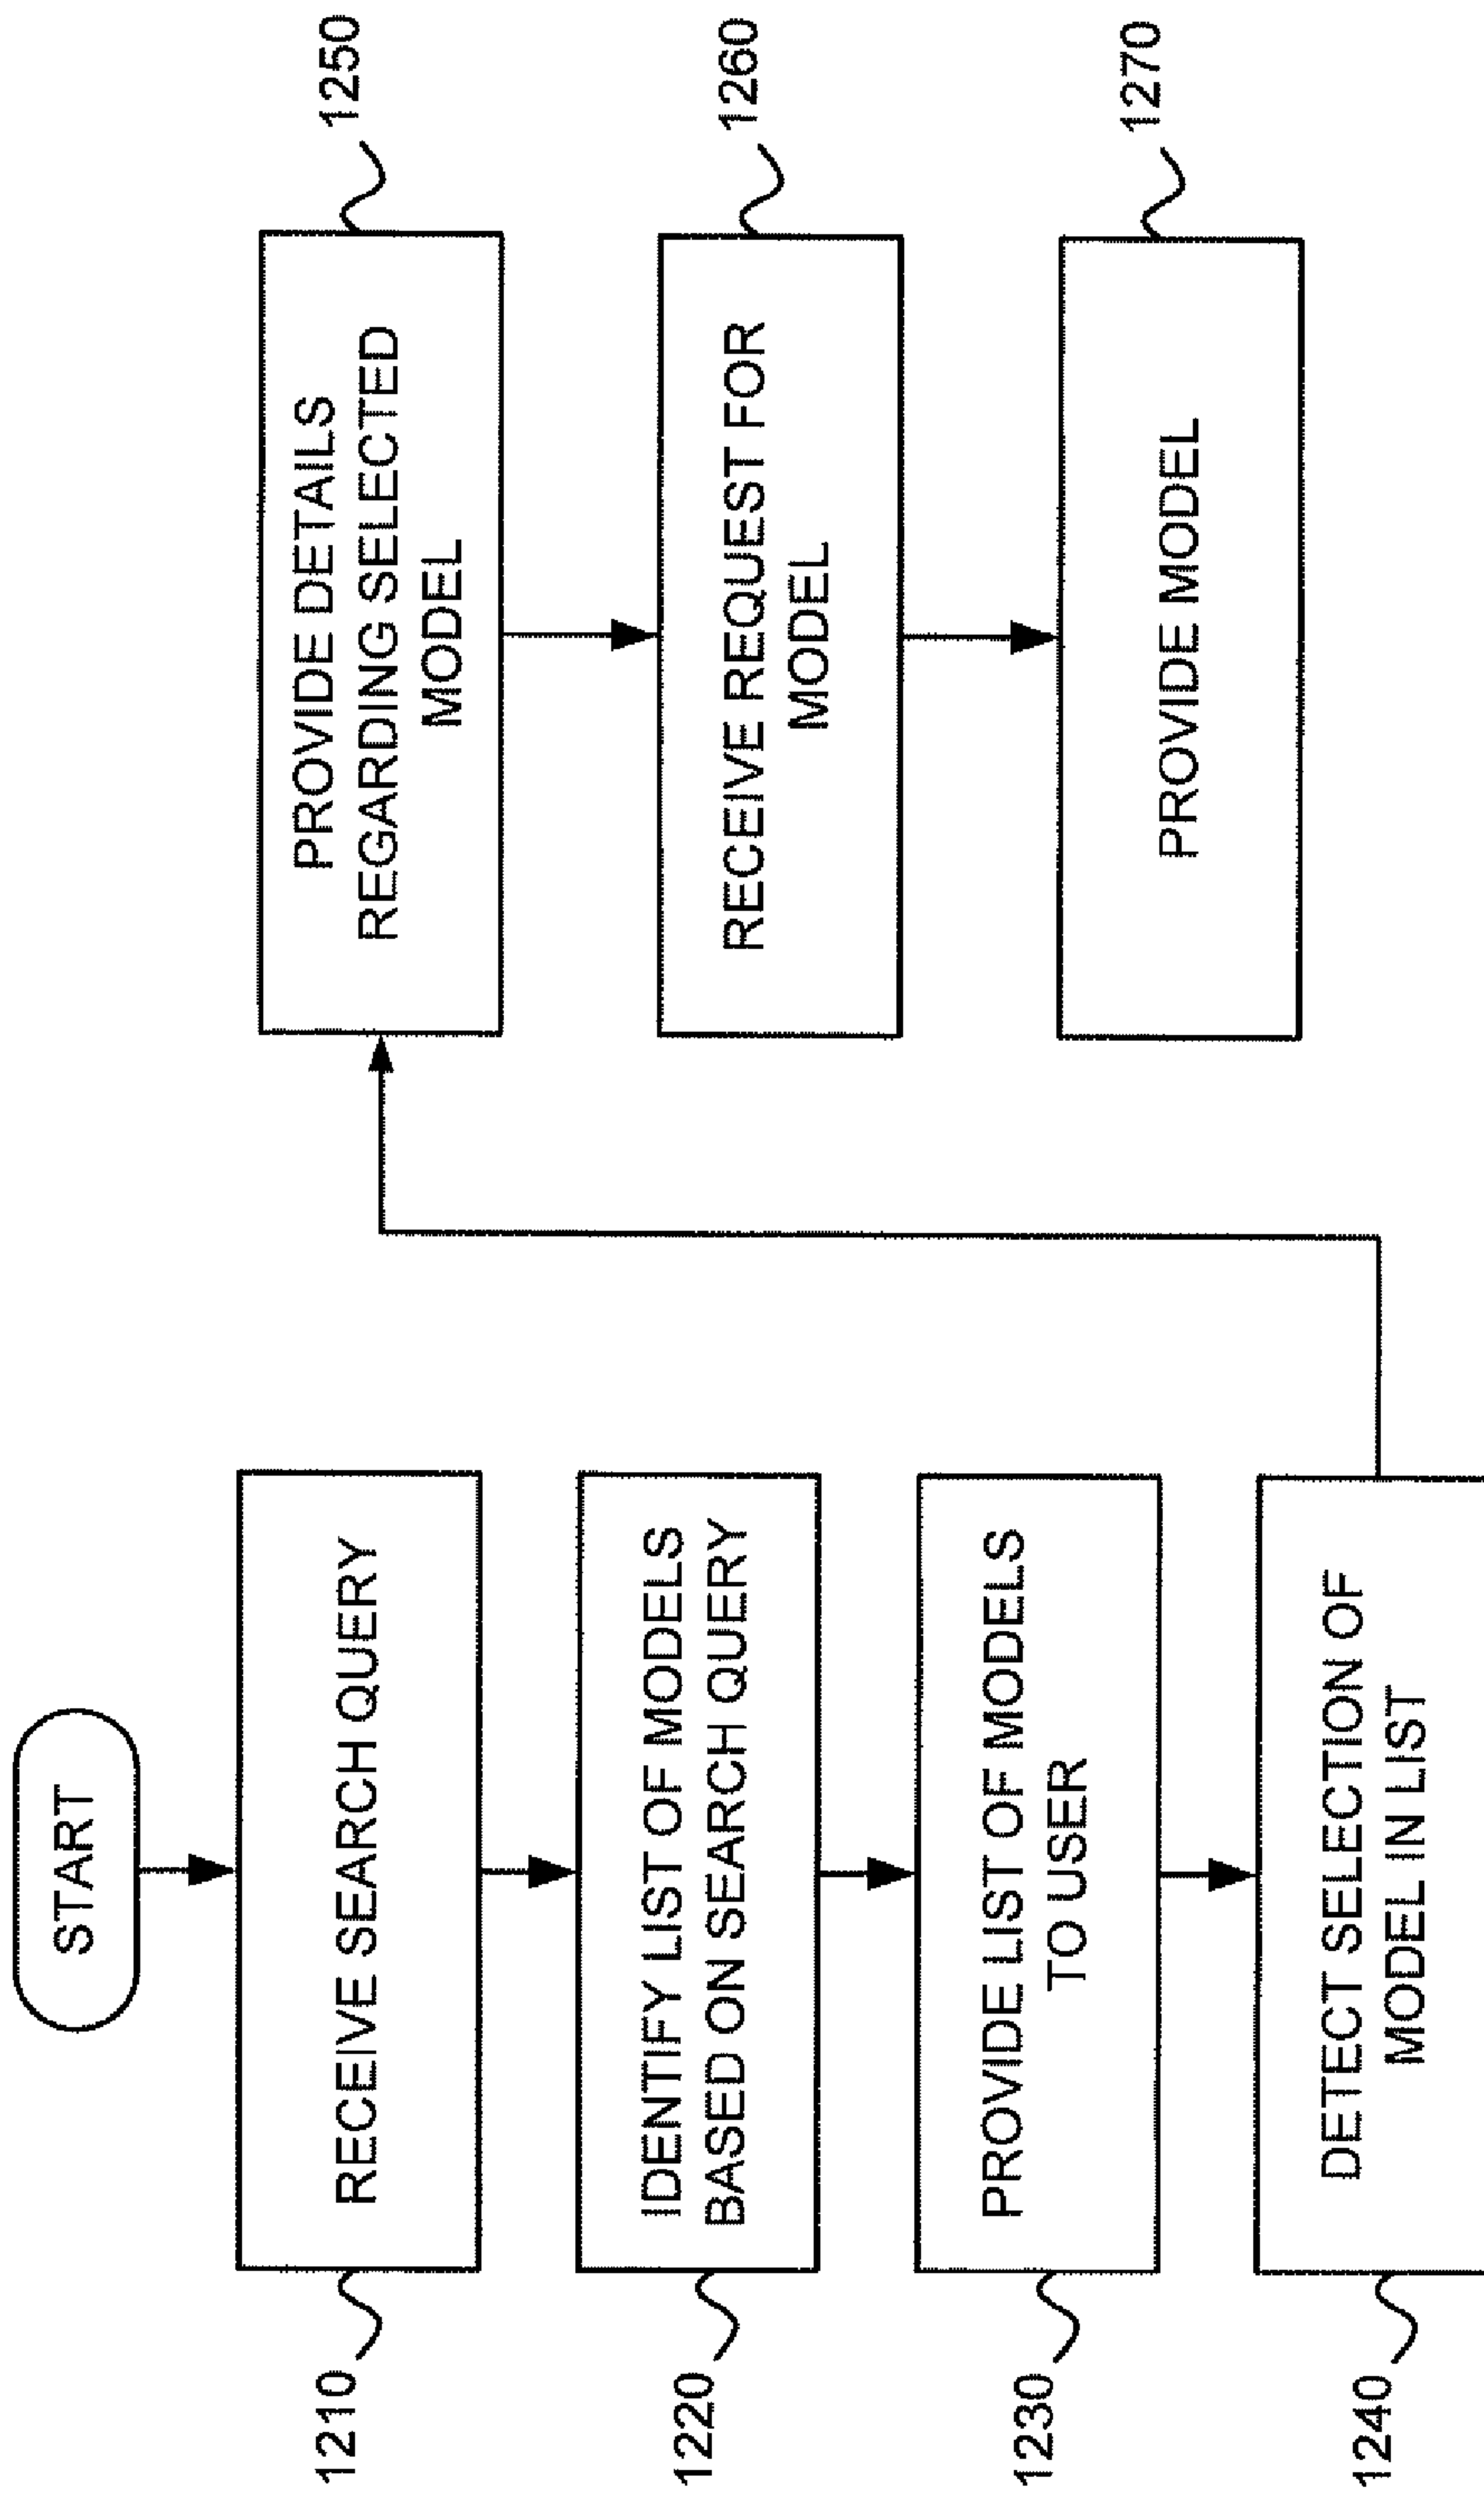 START
RECEIVE SEARCH QUERY
1210
IDENTIFY LIST OF MODELS
BASED ON SEARCH QUERY
1220
PROVIDE LIST OF MODELS
TO USER
1230
DETECT SELECTION OF
MODEL IN LIST
1240
PROVIDE DETAILS
REGARDING SELECTED
MODEL
1250
RECEIVE REQUEST FOR
MODEL
1260
PROVIDE MODEL
1270